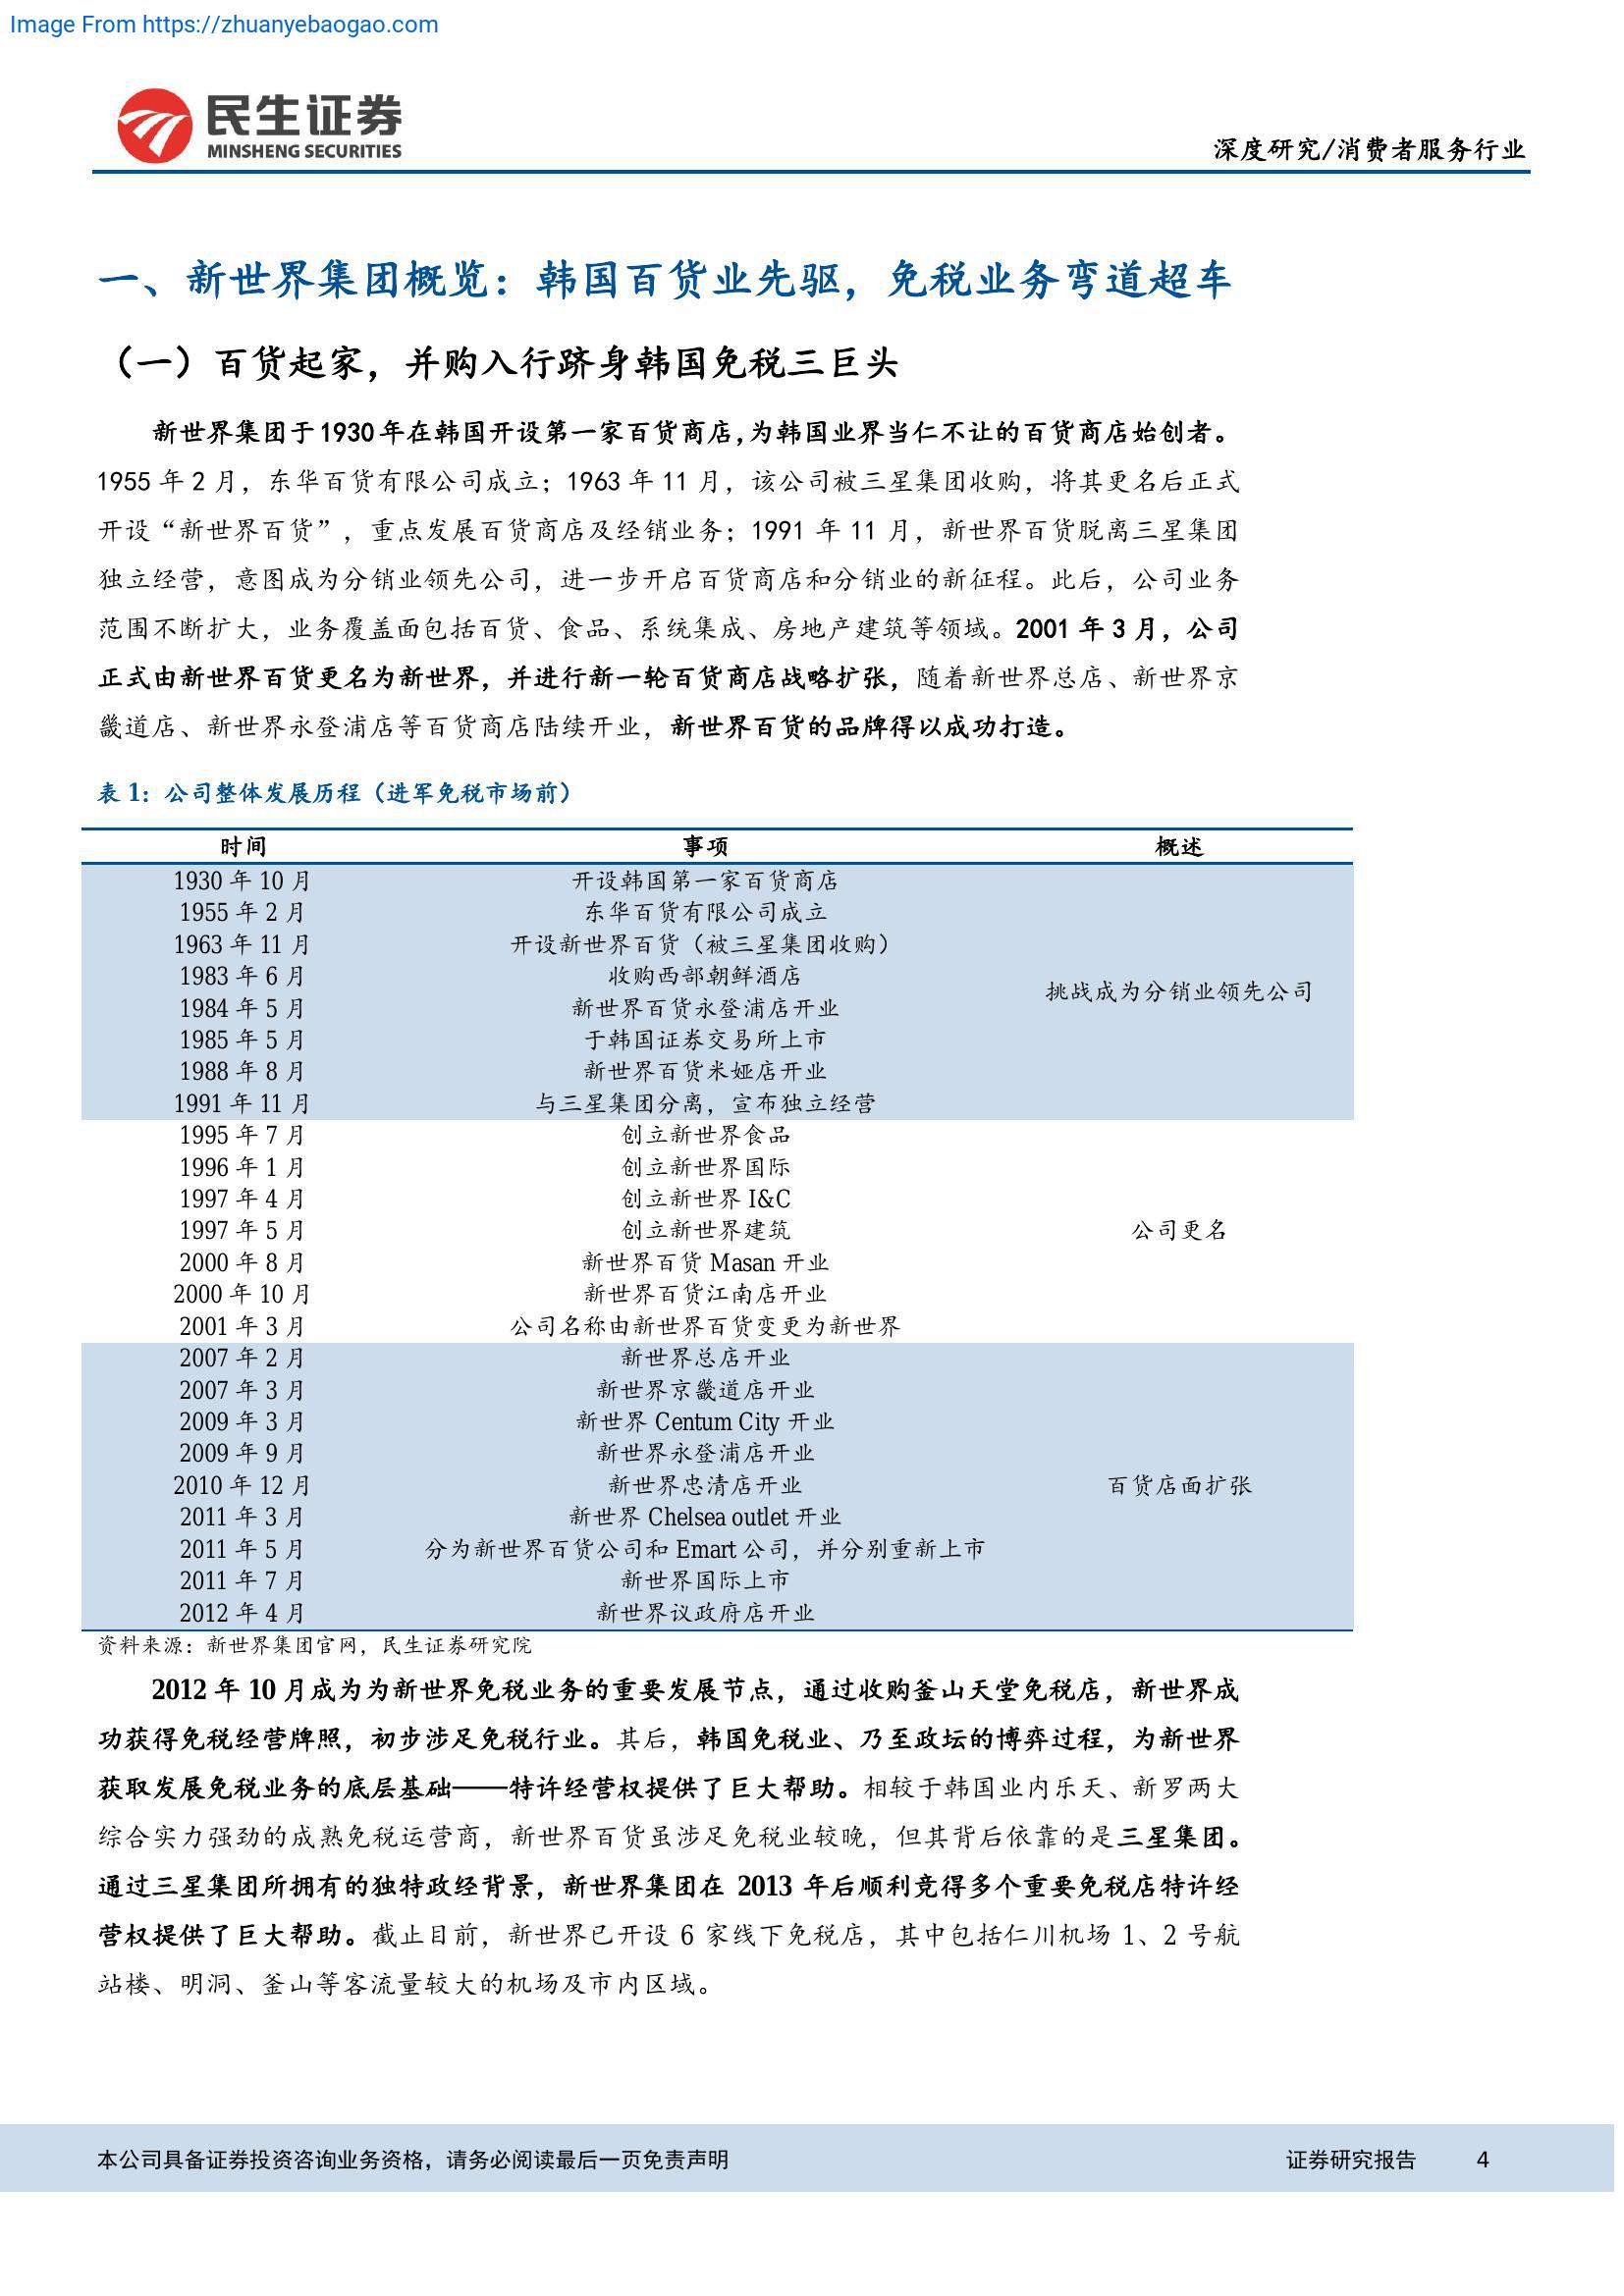 Image From https://zhuanyebaogao.com
民生证券
MINSHENG SECURITIES
深度研究/消费者服务行业
一、新世界集团概览：韩国百货业先驱，免税业务弯道超车
（一）百货起家，并购入行跻身韩国免税三巨头
新世界集团于1930年在韩国开设第一家百货商店，为韩国业界当仁不让的百货商店始创者。
1955 年 2 月，东华百货有限公司成立；1963 年 11 月，该公司被三星集团收购，将其更名后正式
开设“新世界百货”，重点发展百货商店及经销业务；1991 年 11 月，新世界百货脱离三星集团
独立经营，意图成为分销业领先公司，进一步开启百货商店和分销业的新征程。此后，公司业务
范围不断扩大，业务覆盖面包括百货、食品、系统集成、房地产建筑等领域。2001 年 3 月，公司
正式由新世界百货更名为新世界，并进行新一轮百货商店战略扩张，随着新世界总店、新世界京
畿道店、新世界永登浦店等百货商店陆续开业，新世界百货的品牌得以成功打造。
表 1：公司整体发展历程（进军免税市场前）
时间 事项 概述
1930 年 10 月 开设韩国第一家百货商店
1955 年 2 月 东华百货有限公司成立
1963 年 11 月 开设新世界百货（被三星集团收购）
1983 年 6 月 收购西部朝鲜酒店
挑战成为分销业领先公司
1984 年 5 月 新世界百货永登浦店开业
1985 年 5 月 于韩国证券交易所上市
1988 年 8 月 新世界百货米娅店开业
1991 年 11 月 与三星集团分离，宣布独立经营
1995 年 7 月 创立新世界食品
1996 年 1 月 创立新世界国际
1997 年 4 月 创立新世界 I&C
1997 年 5 月 创立新世界建筑 公司更名
2000 年 8 月 新世界百货 Masan 开业
2000 年 10 月 新世界百货江南店开业
2001 年 3 月 公司名称由新世界百货变更为新世界
2007 年 2 月 新世界总店开业
2007 年 3 月 新世界京畿道店开业
2009 年 3 月 新世界 Centum City 开业
2009 年 9 月 新世界永登浦店开业
2010 年 12 月 新世界忠清店开业 百货店面扩张
2011 年 3 月 新世界 Chelsea outlet 开业
2011 年 5 月 分为新世界百货公司和 Emart 公司，并分别重新上市
2011 年 7 月 新世界国际上市
2012 年 4 月 新世界议政府店开业
资料来源：新世界集团官网，民生证券研究院
2012 年 10 月成为为新世界免税业务的重要发展节点，通过收购釜山天堂免税店，新世界成
功获得免税经营牌照，初步涉足免税行业。其后，韩国免税业、乃至政坛的博弈过程，为新世界
获取发展免税业务的底层基础——特许经营权提供了巨大帮助。相较于韩国业内乐天、新罗两大
综合实力强劲的成熟免税运营商，新世界百货虽涉足免税业较晚，但其背后依靠的是三星集团。
通过三星集团所拥有的独特政经背景，新世界集团在 2013 年后顺利竞得多个重要免税店特许经
营权提供了巨大帮助。截止目前，新世界已开设 6 家线下免税店，其中包括仁川机场 1、2 号航
站楼、明洞、釜山等客流量较大的机场及市内区域。
本公司具备证券投资咨询业务资格，请务必阅读最后一页免责声明 证券研究报告 4